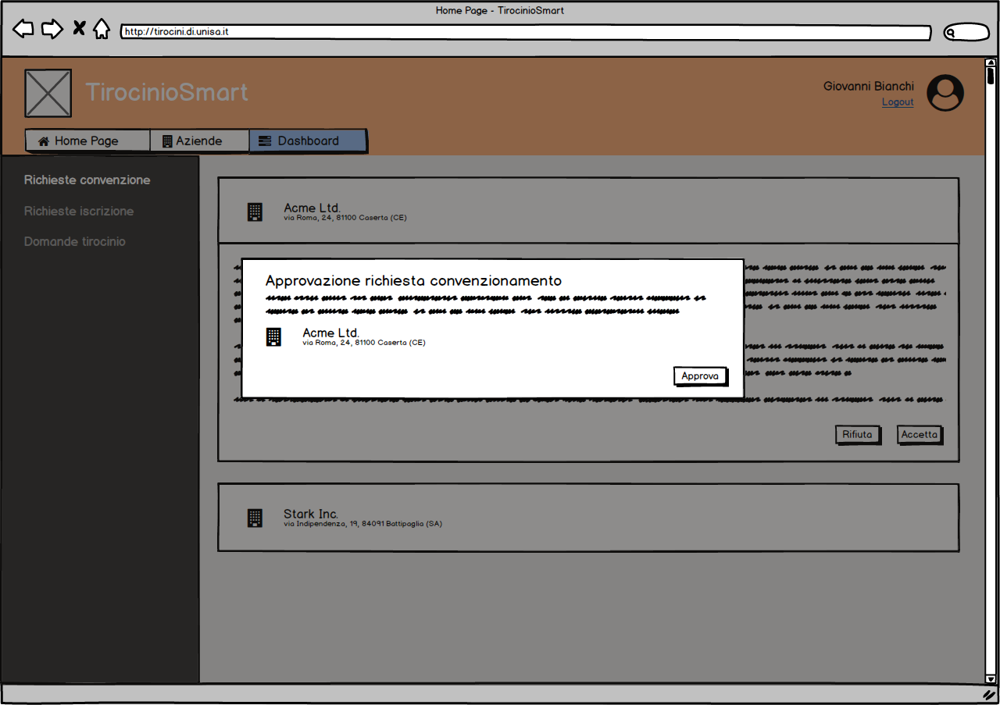 Home Page - TirocinioSmart
http://tirocini.di.unisa.it
TirocinioSmart
Giovanni Bianchi
Logout
Home Page
Aziende
Dashboard
Richieste convenzione
Richieste iscrizione
Domande tirocinio
Acme Ltd.
via Roma, 24, 81100 Caserta (CE)
Approvazione richiesta convenzionamento
Acme Ltd.
via Roma, 24, 81100 Caserta (CE)
Approva
Rifiuta
Accetta
Stark Inc.
via Indipendenza, 19, 84091 Battipaglia (SA)